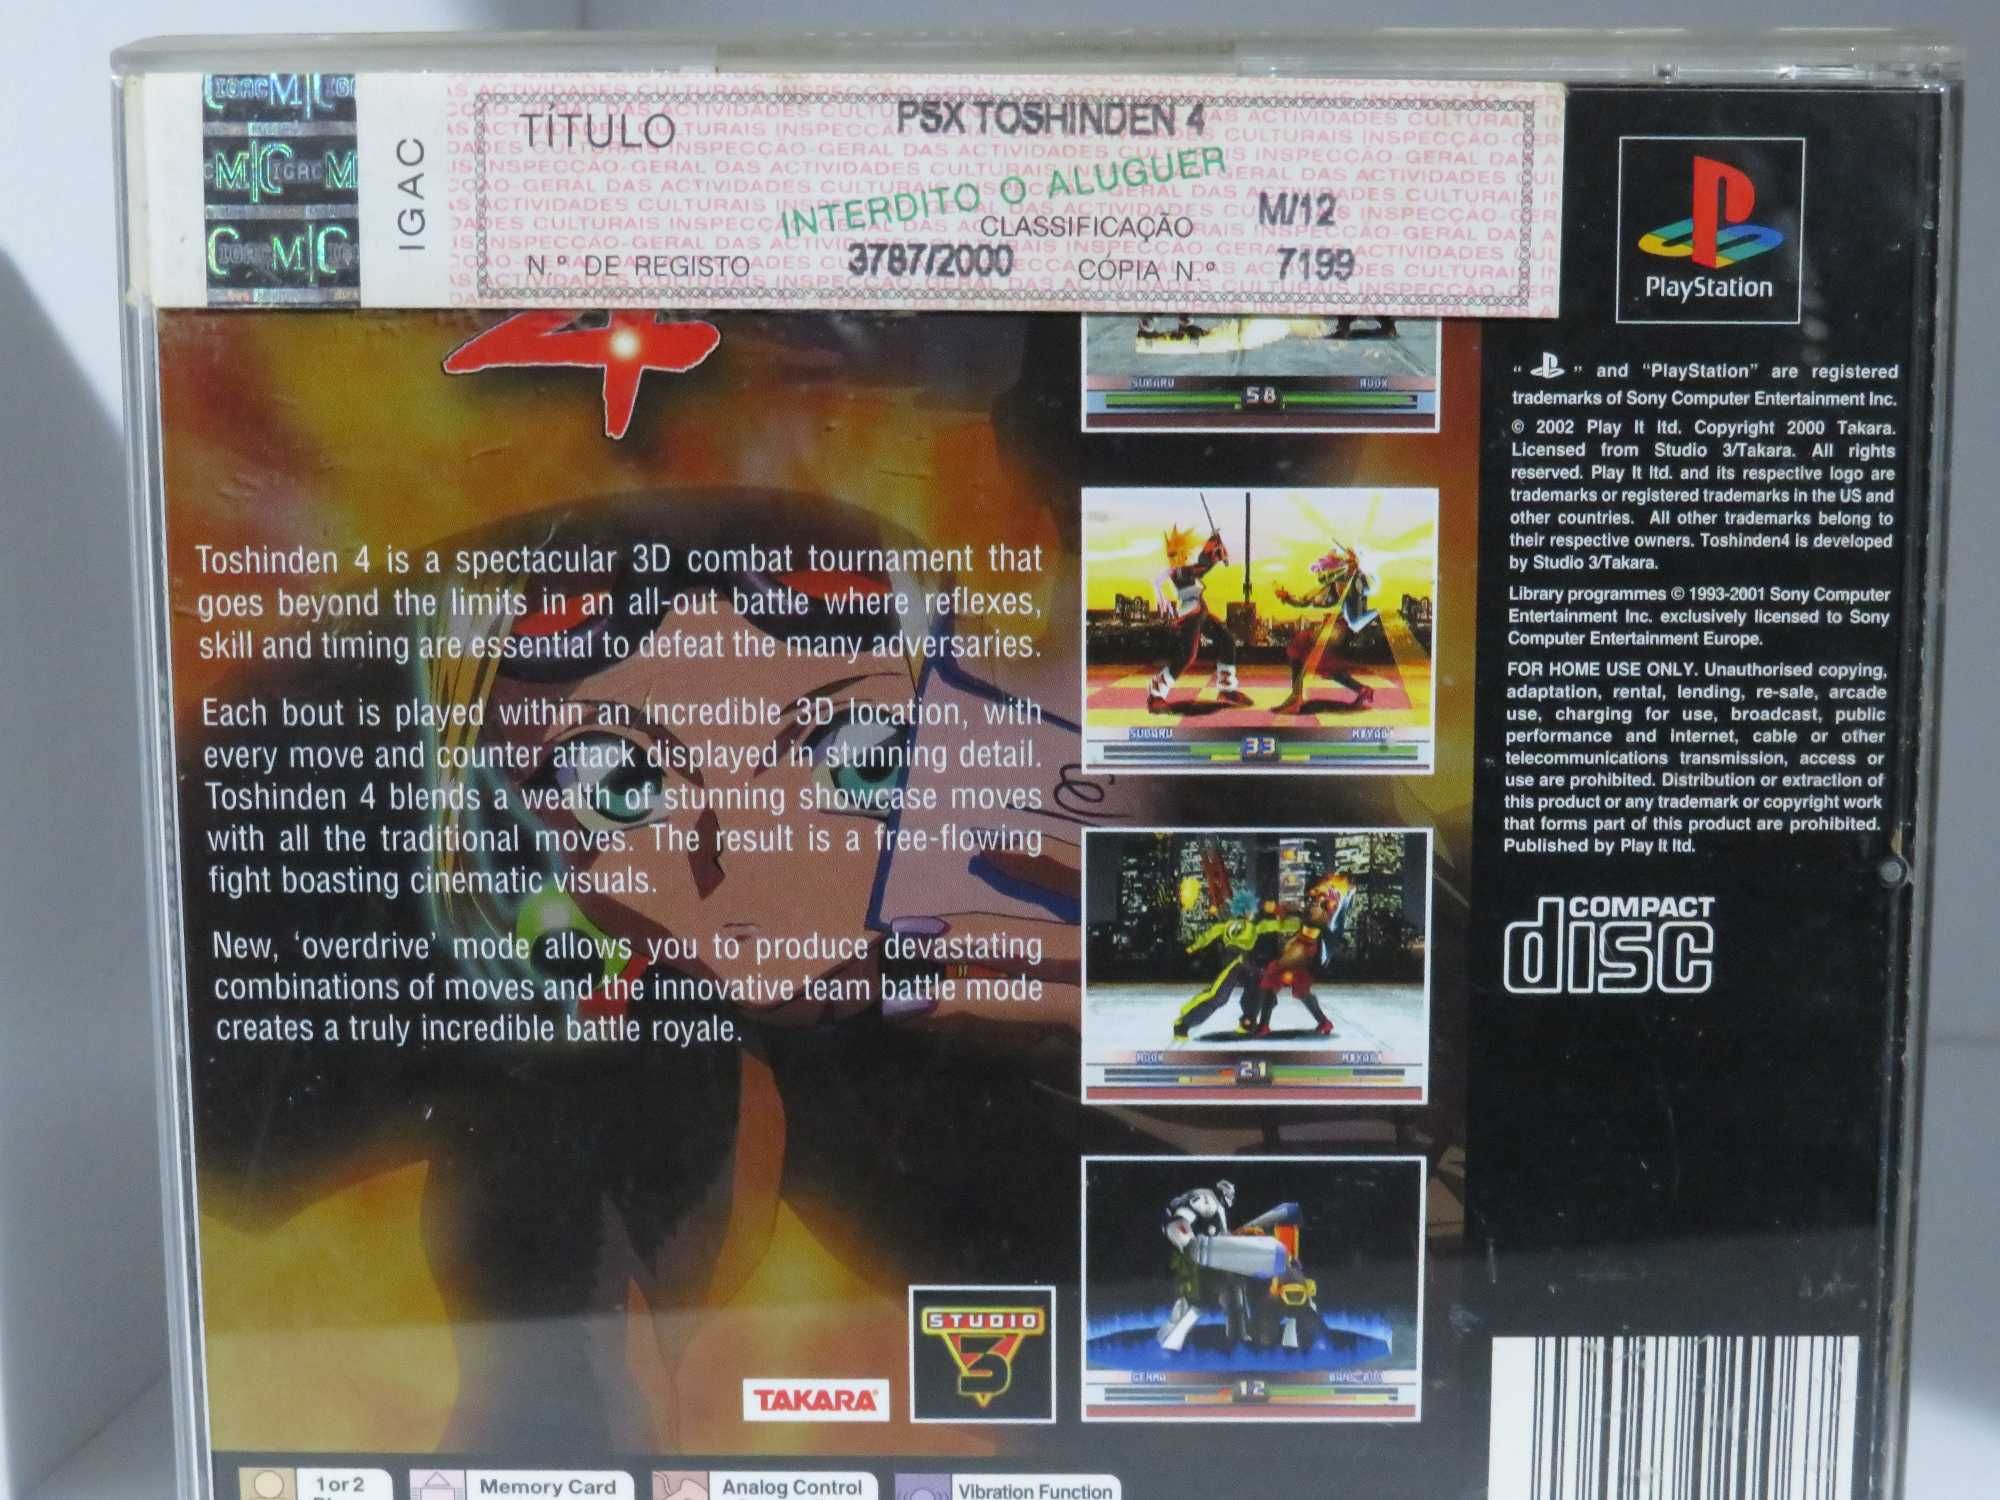 IGAC
TÍTULO PSX TOSHINDEN 4
INTERDITO O ALUGUER
CLASSIFICAÇÃO M/12
N.º DE REGISTO 3787/2000 CÓPIA N.º 7199
4
Toshinden 4 is a spectacular 3D combat tournament that
goes beyond the limits in an all-out battle where reflexes,
skill and timing are essential to defeat the many adversaries.
Each bout is played within an incredible 3D location, with
every move and counter attack displayed in stunning detail.
Toshinden 4 blends a wealth of stunning showcase moves
with all the traditional moves. The result is a free-flowing
fight boasting cinematic visuals.
New, ‘overdrive’ mode allows you to produce devastating
combinations of moves and the innovative team battle mode
creates a truly incredible battle royale.
SUBARU 58 ROOK
SUBARU 33 MIYABI
ROOK 21 MIYABI
GENMA 12
TAKARA
STUDIO
3
PlayStation
“ ” and “PlayStation” are registered
trademarks of Sony Computer Entertainment Inc.
© 2002 Play It ltd. Copyright 2000 Takara.
Licensed from Studio 3/Takara. All rights
reserved. Play It ltd. and its respective logo are
trademarks or registered trademarks in the US and
other countries. All other trademarks belong to
their respective owners. Toshinden4 is developed
by Studio 3/Takara.
Library programmes © 1993-2001 Sony Computer
Entertainment Inc. exclusively licensed to Sony
Computer Entertainment Europe.
FOR HOME USE ONLY. Unauthorised copying,
adaptation, rental, lending, re-sale, arcade
use, charging for use, broadcast, public
performance and internet, cable or other
telecommunications transmission, access or
use are prohibited. Distribution or extraction of
this product or any trademark or copyright work
that forms part of this product are prohibited.
Published by Play It ltd.
COMPACT
disc
1 or 2
Memory Card
Analog Control
Vibration Function